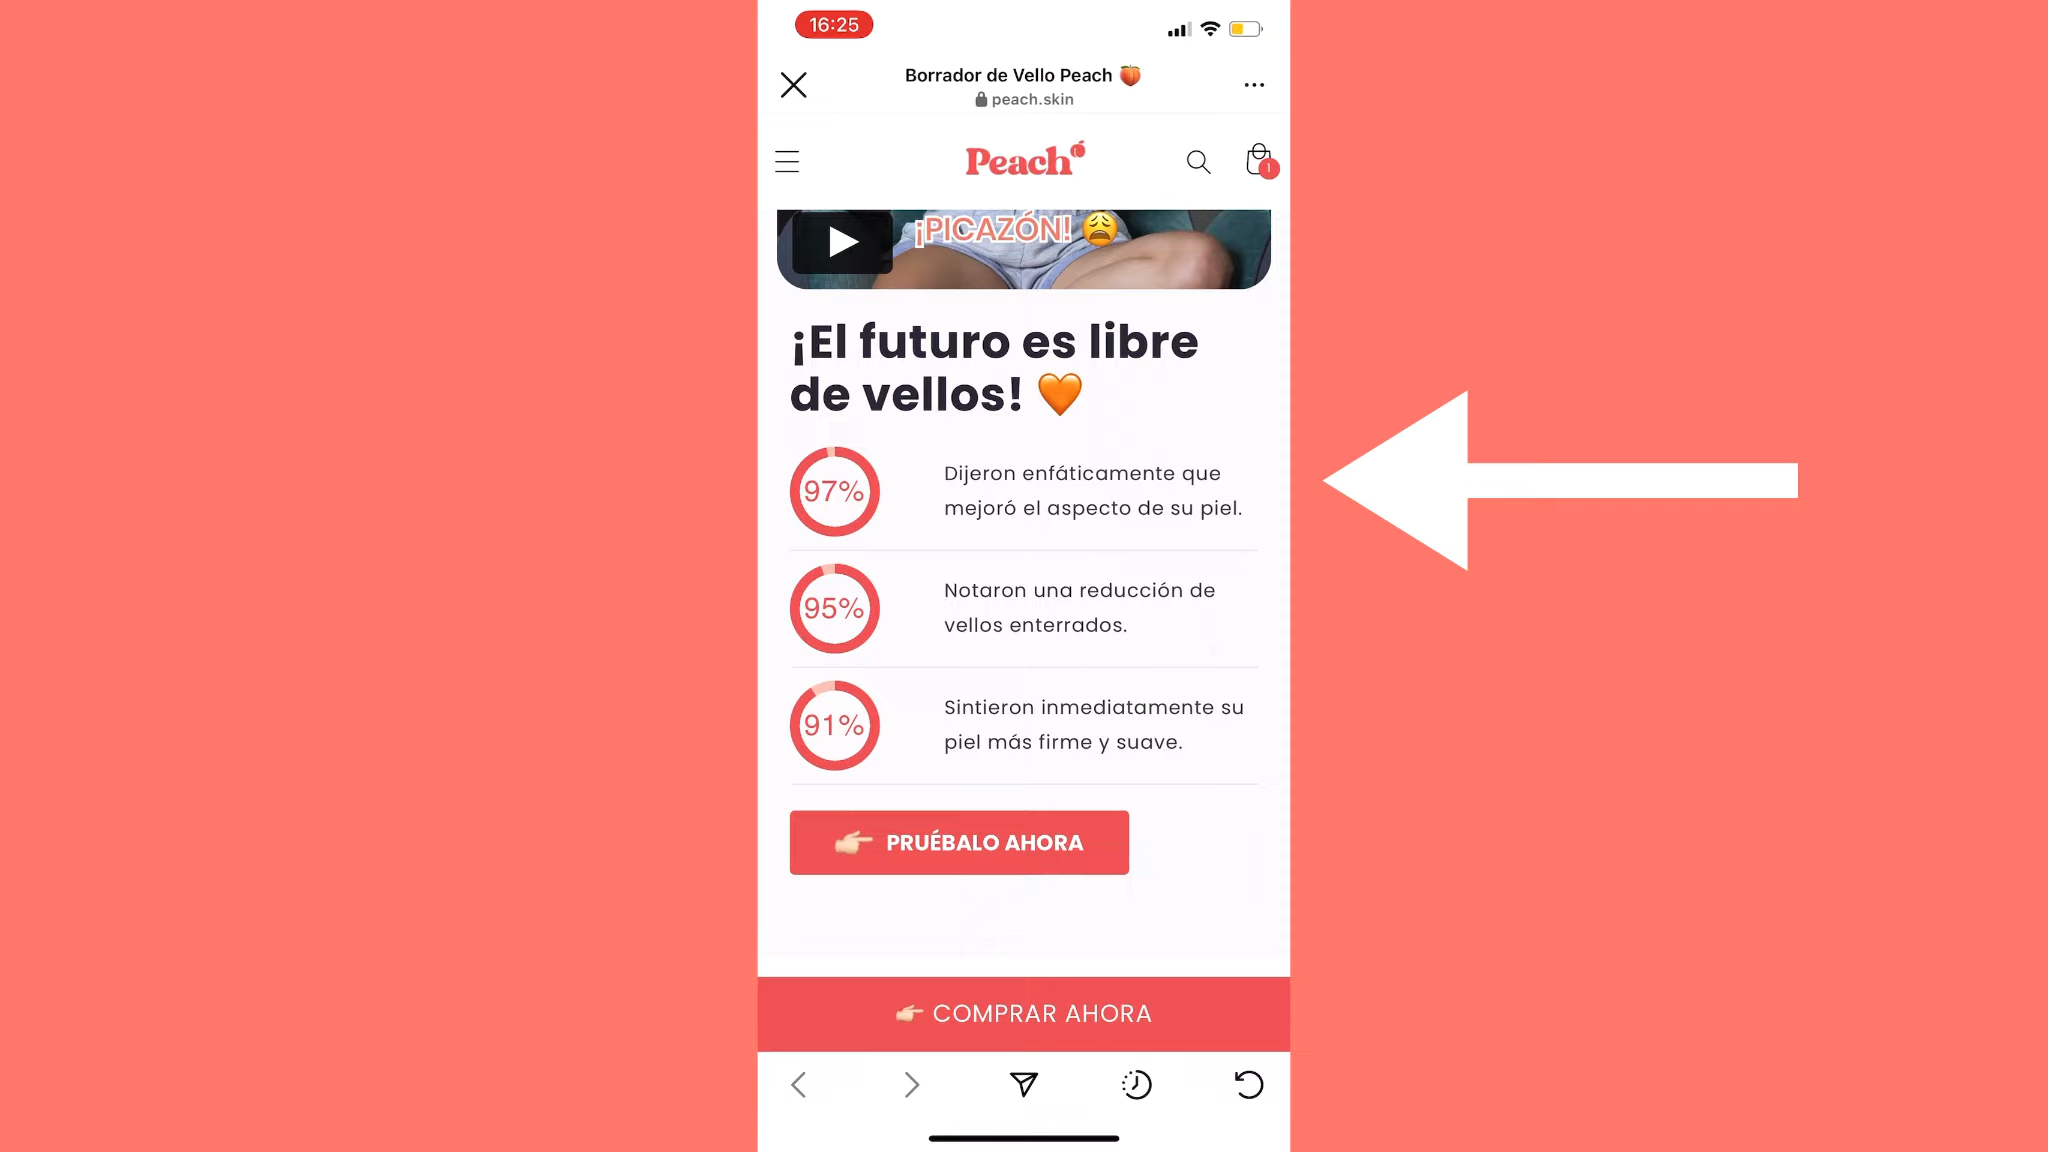 16:25
Borrador de Vello Peach 🍑
peach.skin
Peach
1
¡PICAZÓN! 😩
¡El futuro es libre
de vellos! 🧡
97%
Dijeron enfáticamente que
mejoró el aspecto de su piel.
95%
Notaron una reducción de
vellos enterrados.
91%
Sintieron inmediatamente su
piel más firme y suave.
👉🏻 PRUÉBALO AHORA
👉🏻 COMPRAR AHORA